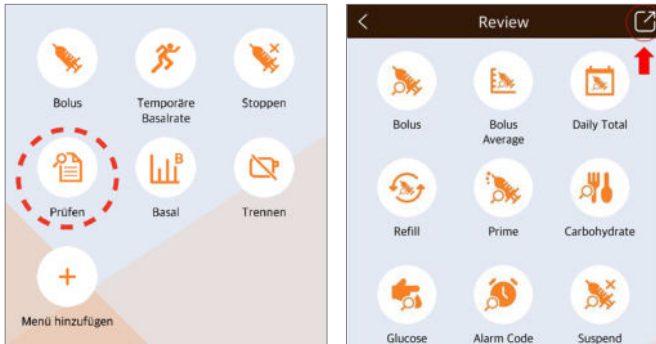 Bolus
Temporäre
Basalrate
Stoppen
Prüfen
Basal
B
Trennen
Menü hinzufügen
Review
Bolus
Bolus
Average
Daily Total
Refill
Prime
Carbohydrate
Glucose
Alarm Code
Suspend